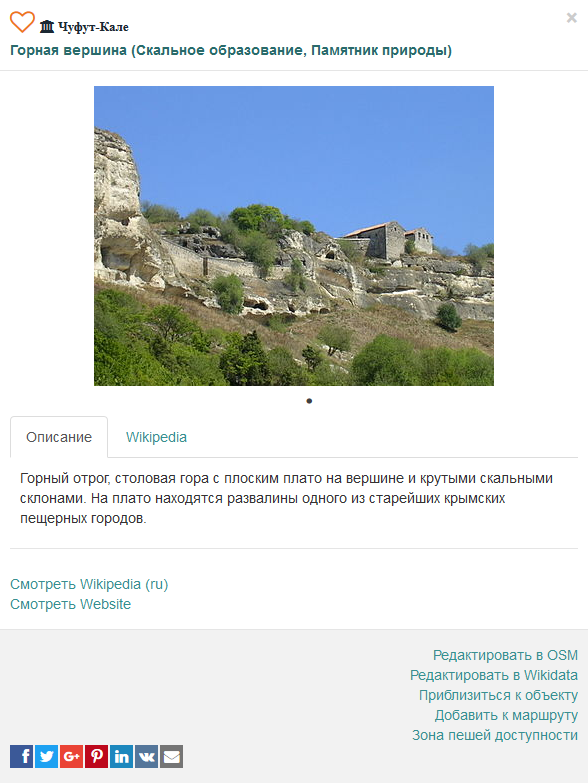 Чуфут-Кале
×
Горная вершина (Скальное образование, Памятник природы)
Описание
Wikipedia
Горный отрог, столовая гора с плоским плато на вершине и крутыми скальными
склонами. На плато находятся развалины одного из старейших крымских
пещерных городов.
Смотреть Wikipedia (ru)
Смотреть Website
Редактировать в OSM
Редактировать в Wikidata
Приблизиться к объекту
Добавить к маршруту
Зона пешей доступности